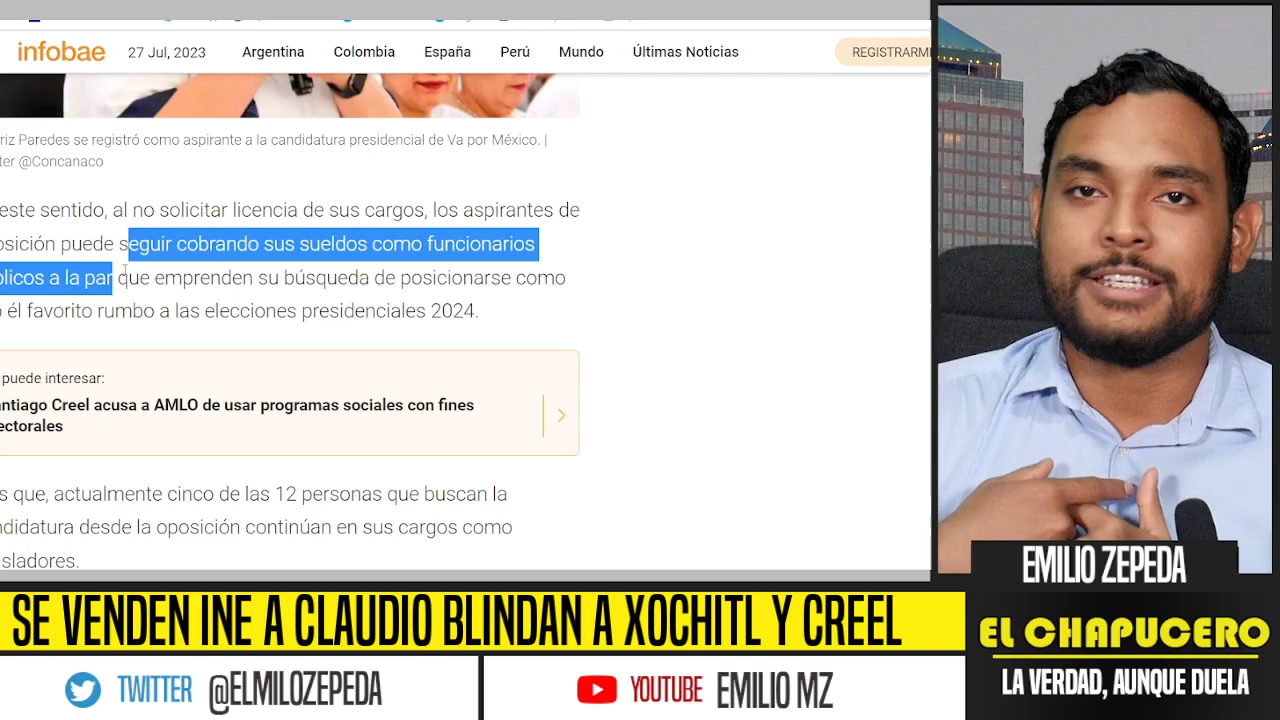 infobae 27 Jul, 2023 Argentina Colombia España Perú Mundo Últimas Noticias REGISTRARM
riz Paredes se registró como aspirante a la candidatura presidencial de Va por México. |
ter @Concanaco
este sentido, al no solicitar licencia de sus cargos, los aspirantes de
osición puede seguir cobrando sus sueldos como funcionarios
blicos a la par que emprenden su búsqueda de posicionarse como
él favorito rumbo a las elecciones presidenciales 2024.
puede interesar:
ntiago Creel acusa a AMLO de usar programas sociales con fines
ectorales
s que, actualmente cinco de las 12 personas que buscan la
ndidatura desde la oposición continúan en sus cargos como
sladores.
EMILIO ZEPEDA
SE VENDEN INE A CLAUDIO BLINDAN A XOCHITL Y CREEL
EL CHAPUCERO
LA VERDAD, AUNQUE DUELA
TWITTER @ELMILOZEPEDA
YOUTUBE EMILIO MZ